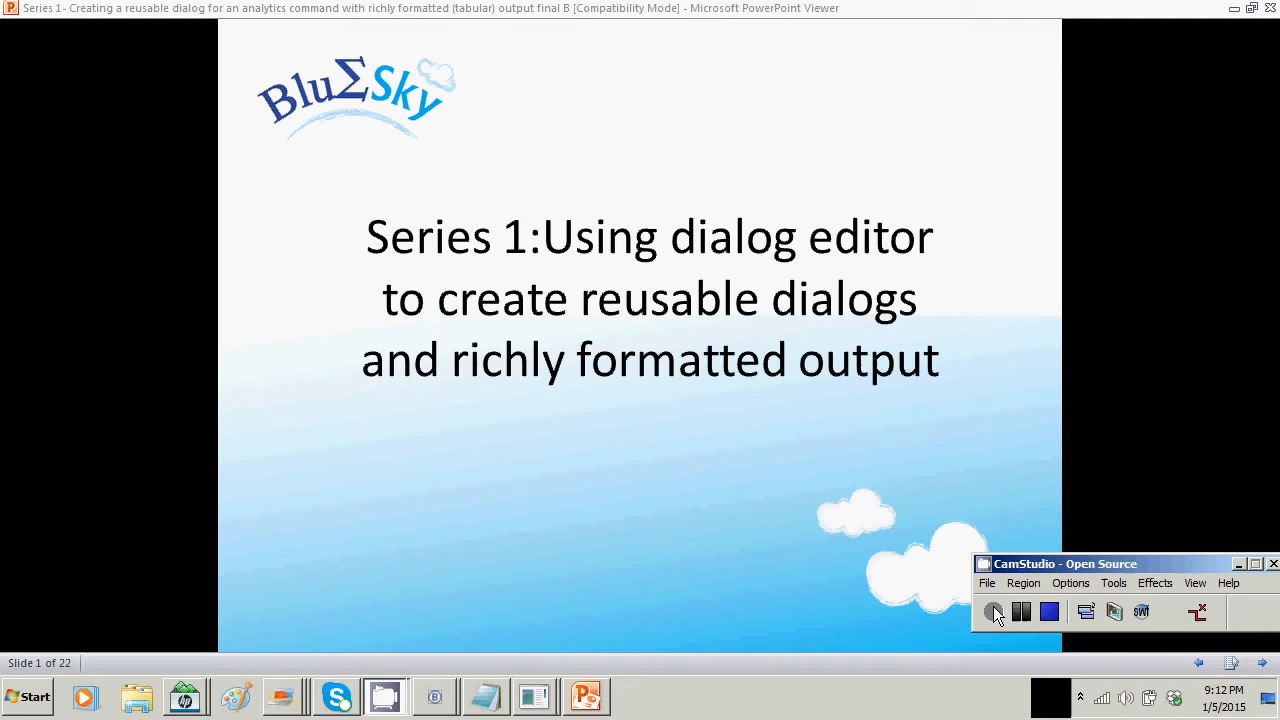 Series 1- Creating a reusable dialog for an analytics command with richly formatted (tabular) output final B [Compatibility Mode] - Microsoft PowerPoint Viewer
BluΣSky
Series 1:Using dialog editor
to create reusable dialogs
and richly formatted output
CamStudio - Open Source
File Region Options Tools Effects View Help
SWf
Slide 1 of 22
Start
hp
9:12 PM
1/5/2015